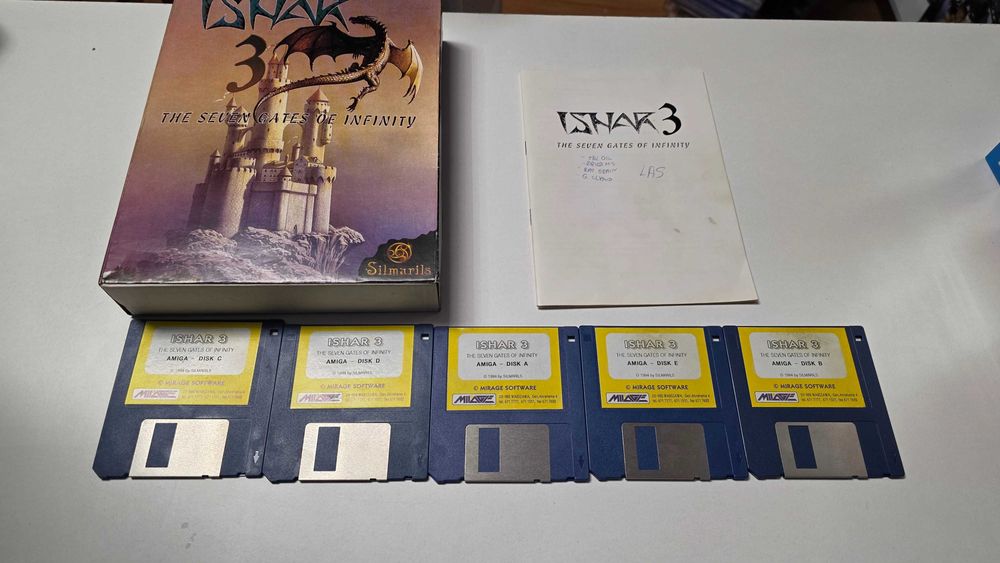 ISHAR
3
THE SEVEN GATES OF INFINITY
Silmarils
ISHAR 3
THE SEVEN GATES OF INFINITY
LAS
ISHAR 3
THE SEVEN GATES OF INFINITY
AMIGA - DISK C
© 1994 by SILMARILS
© MIRAGE SOFTWARE
MIRAGE
ISHAR 3
THE SEVEN GATES OF INFINITY
AMIGA - DISK D
© 1994 by SILMARILS
© MIRAGE SOFTWARE
MIRAGE
ISHAR 3
THE SEVEN GATES OF INFINITY
AMIGA - DISK A
© 1994 by SILMARILS
© MIRAGE SOFTWARE
MIRAGE
ISHAR 3
THE SEVEN GATES OF INFINITY
AMIGA - DISK E
© 1994 by SILMARILS
© MIRAGE SOFTWARE
MIRAGE
ISHAR 3
THE SEVEN GATES OF INFINITY
AMIGA - DISK B
© 1994 by SILMARILS
© MIRAGE SOFTWARE
MIRAGE